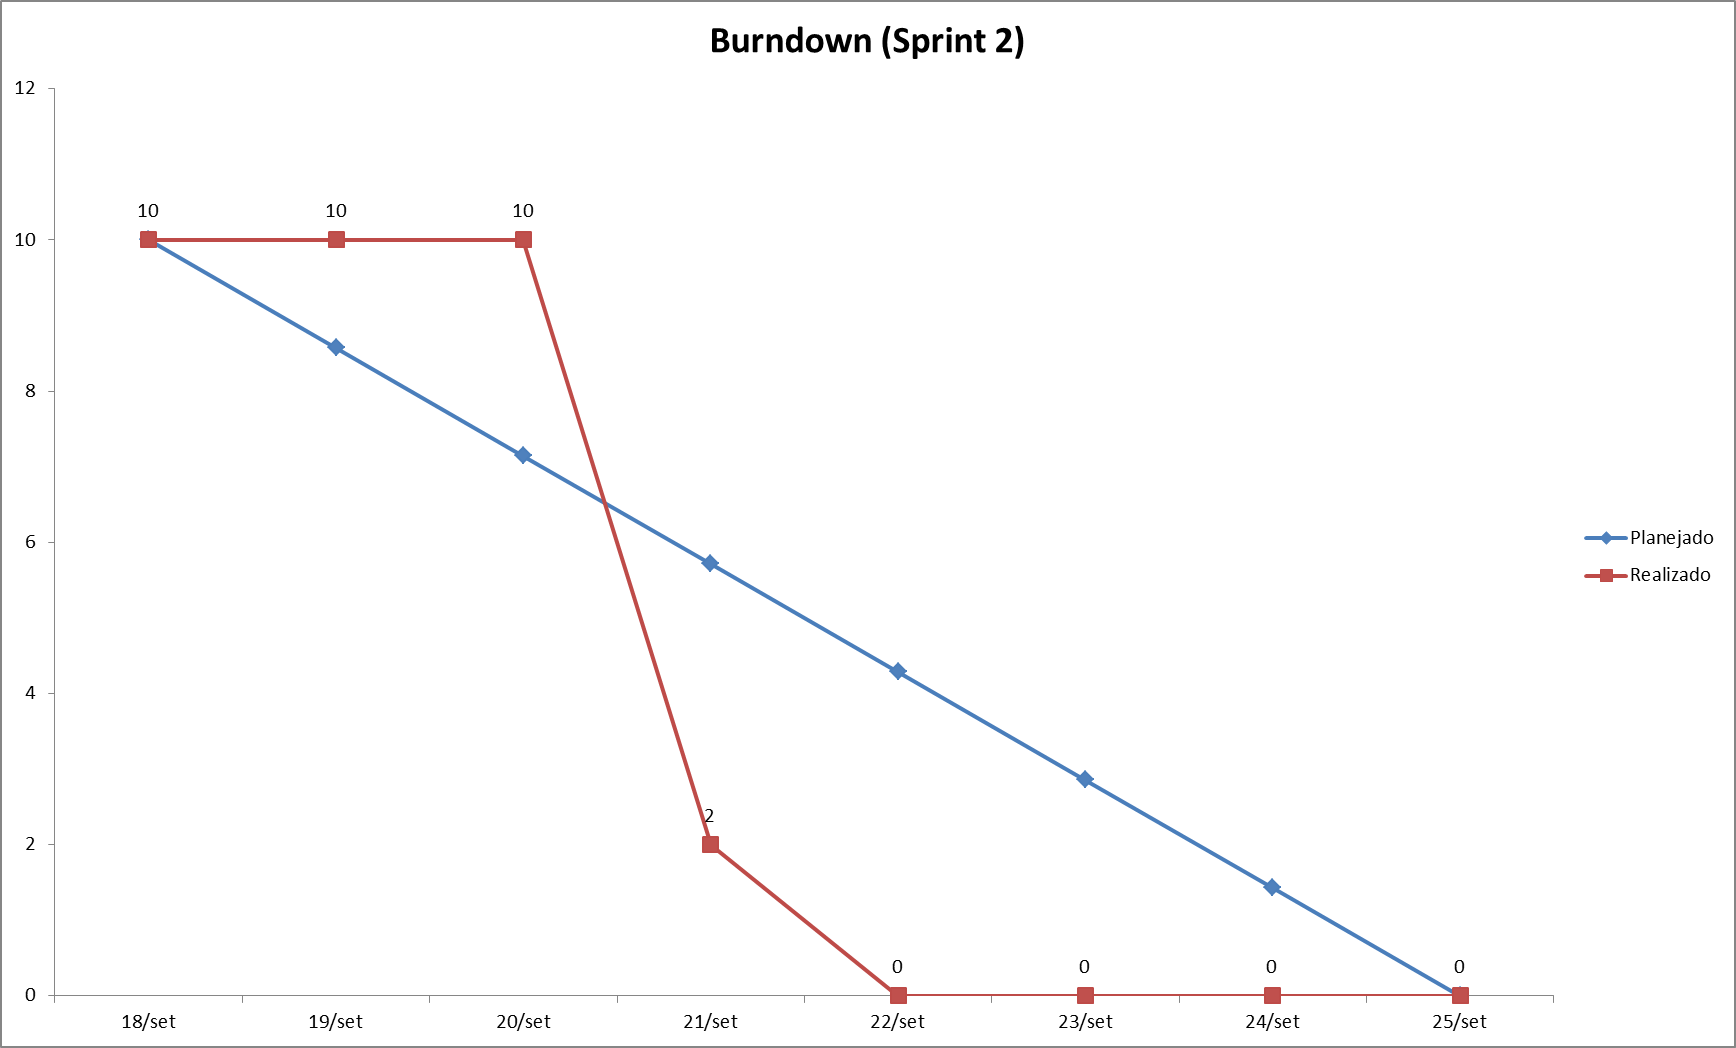 Burndown (Sprint 2)
12
10
8
6
4
2
0
10
10
10
2
0
0
0
0
18/set
19/set
20/set
21/set
22/set
23/set
24/set
25/set
Planejado
Realizado